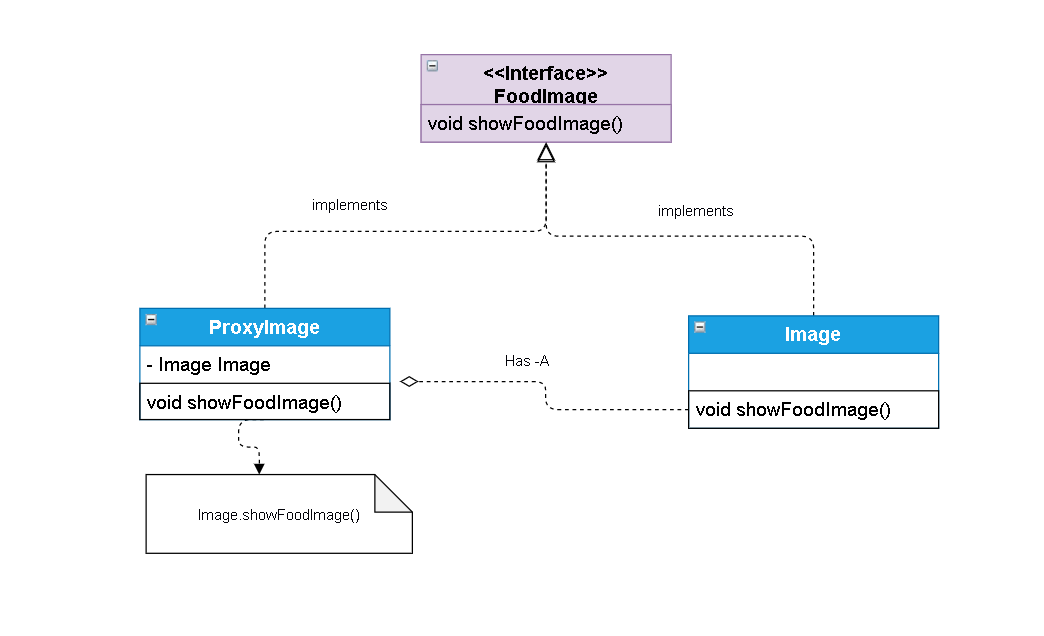 <<Interface>>
FoodImage
void showFoodImage()
implements
implements
ProxyImage
- Image Image
void showFoodImage()
Has -A
Image
void showFoodImage()
Image.showFoodImage()